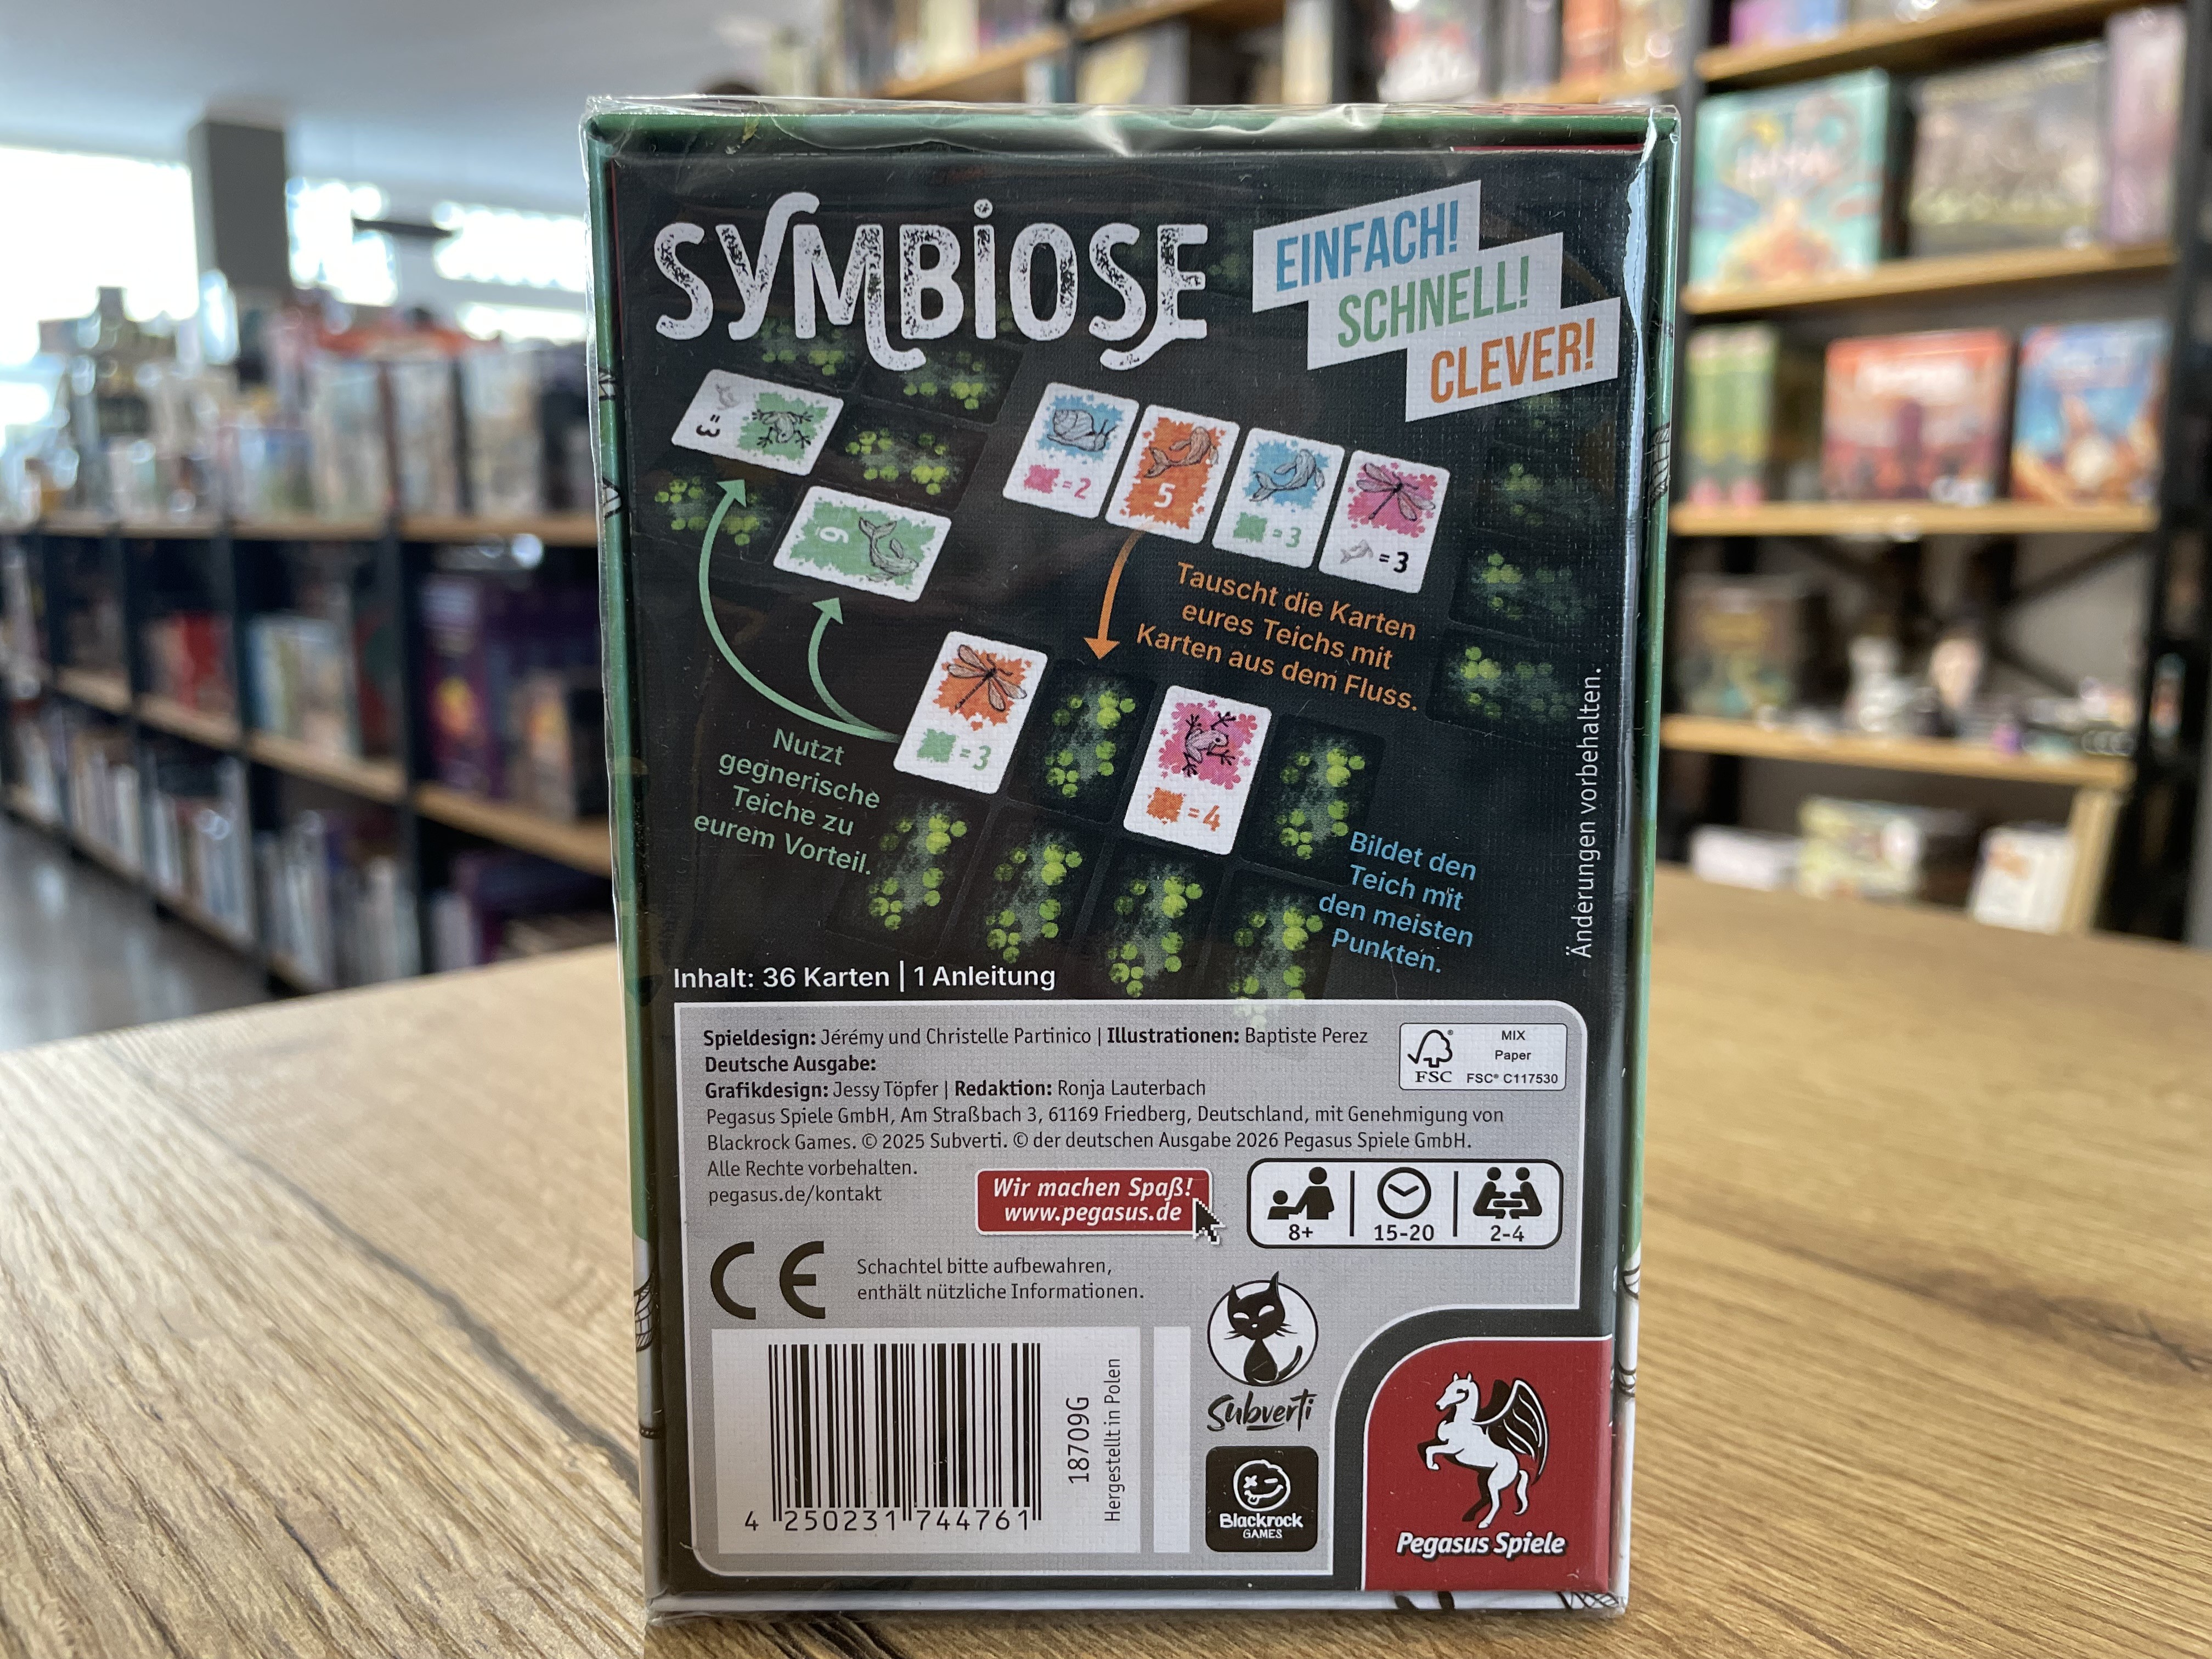 SYMBIOSE
EINFACH!
SCHNELL!
CLEVER!
=3
6
=2
5
=3
=3
Tauscht die Karten
eures Teichs mit
Karten aus dem Fluss.
=3
=4
Nutzt
gegnerische
Teiche zu
eurem Vorteil.
Bildet den
Teich mit
den meisten
Punkten.
Änderungen vorbehalten.
Inhalt: 36 Karten | 1 Anleitung
Spieldesign: Jérémy und Christelle Partinico | Illustrationen: Baptiste Perez
Deutsche Ausgabe:
Grafikdesign: Jessy Töpfer | Redaktion: Ronja Lauterbach
Pegasus Spiele GmbH, Am Straßbach 3, 61169 Friedberg, Deutschland, mit Genehmigung von
Blackrock Games. © 2025 Subverti. © der deutschen Ausgabe 2026 Pegasus Spiele GmbH.
Alle Rechte vorbehalten.
pegasus.de/kontakt
FSC®
MIX
Paper
FSC® C117530
Wir machen Spaß!
www.pegasus.de
8+
15-20
2-4
CE
Schachtel bitte aufbewahren,
enthält nützliche Informationen.
4 250231 744761
18709G
Hergestellt in Polen
Subverti
Blackrock
GAMES
Pegasus Spiele